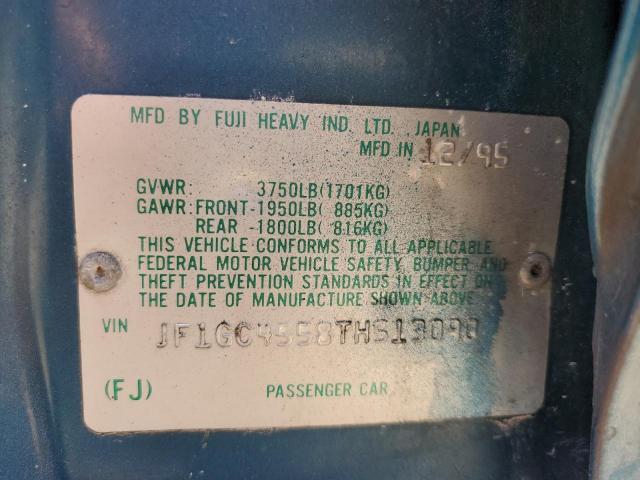 MFD BY FUJI HEAVY IND. LTD., JAPAN
MFD IN 12/95
GVWR: 3750LB(1701KG)
GAWR: FRONT-1950LB( 885KG)
REAR -1800LB( 816KG)
THIS VEHICLE CONFORMS TO ALL APPLICABLE
FEDERAL MOTOR VEHICLE SAFETY, BUMPER, AND
THEFT PREVENTION STANDARDS IN EFFECT ON
THE DATE OF MANUFACTURE SHOWN ABOVE.
VIN JF1GC4558TH513090
(FJ) PASSENGER CAR